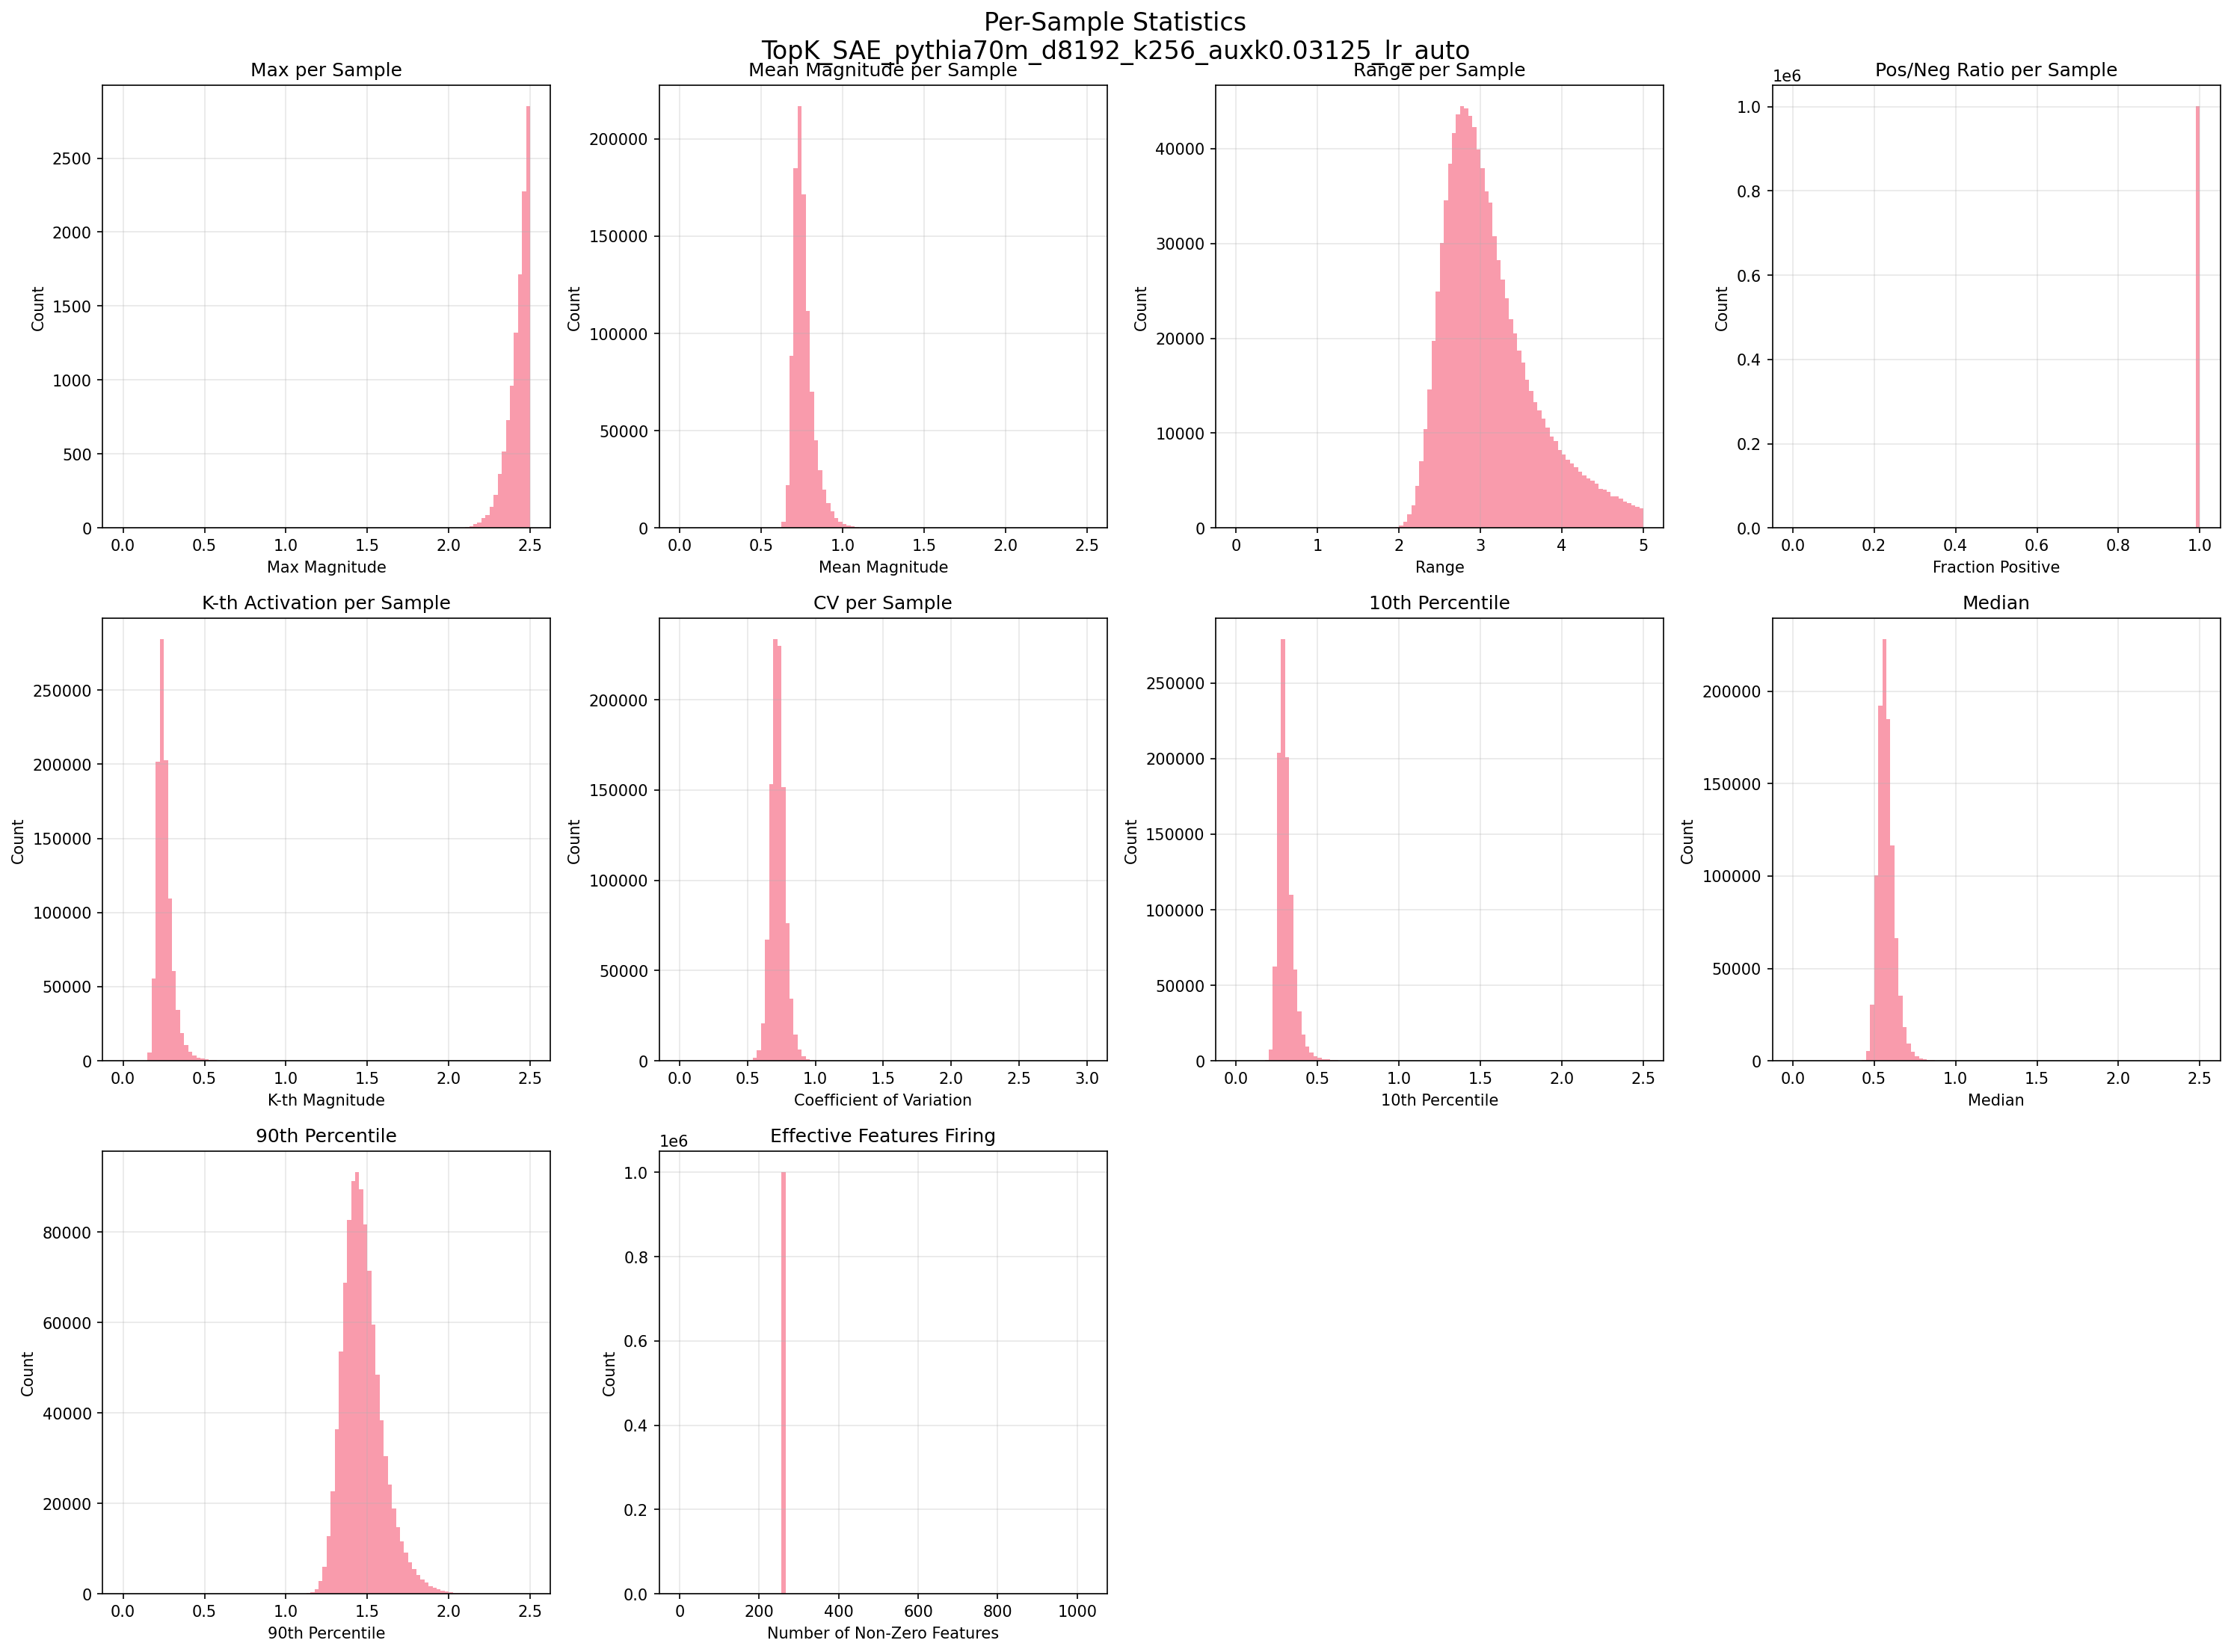 Per-Sample Statistics
TopK_SAE_pythia70m_d8192_k256_auxk0.03125_lr_auto
Max per Sample
Count
0
500
1000
1500
2000
2500
0.0 0.5 1.0 1.5 2.0 2.5
Max Magnitude
Mean Magnitude per Sample
Count
0
50000
100000
150000
200000
0.0 0.5 1.0 1.5 2.0 2.5
Mean Magnitude
Range per Sample
Count
0
10000
20000
30000
40000
0 1 2 3 4 5
Range
Pos/Neg Ratio per Sample
1e6
Count
0.0
0.2
0.4
0.6
0.8
1.0
0.0 0.2 0.4 0.6 0.8 1.0
Fraction Positive
K-th Activation per Sample
Count
0
50000
100000
150000
200000
250000
0.0 0.5 1.0 1.5 2.0 2.5
K-th Magnitude
CV per Sample
Count
0
50000
100000
150000
200000
0.0 0.5 1.0 1.5 2.0 2.5 3.0
Coefficient of Variation
10th Percentile
Count
0
50000
100000
150000
200000
250000
0.0 0.5 1.0 1.5 2.0 2.5
10th Percentile
Median
Count
0
50000
100000
150000
200000
0.0 0.5 1.0 1.5 2.0 2.5
Median
90th Percentile
Count
0
20000
40000
60000
80000
0.0 0.5 1.0 1.5 2.0 2.5
90th Percentile
Effective Features Firing
1e6
Count
0.0
0.2
0.4
0.6
0.8
1.0
0 200 400 600 800 1000
Number of Non-Zero Features